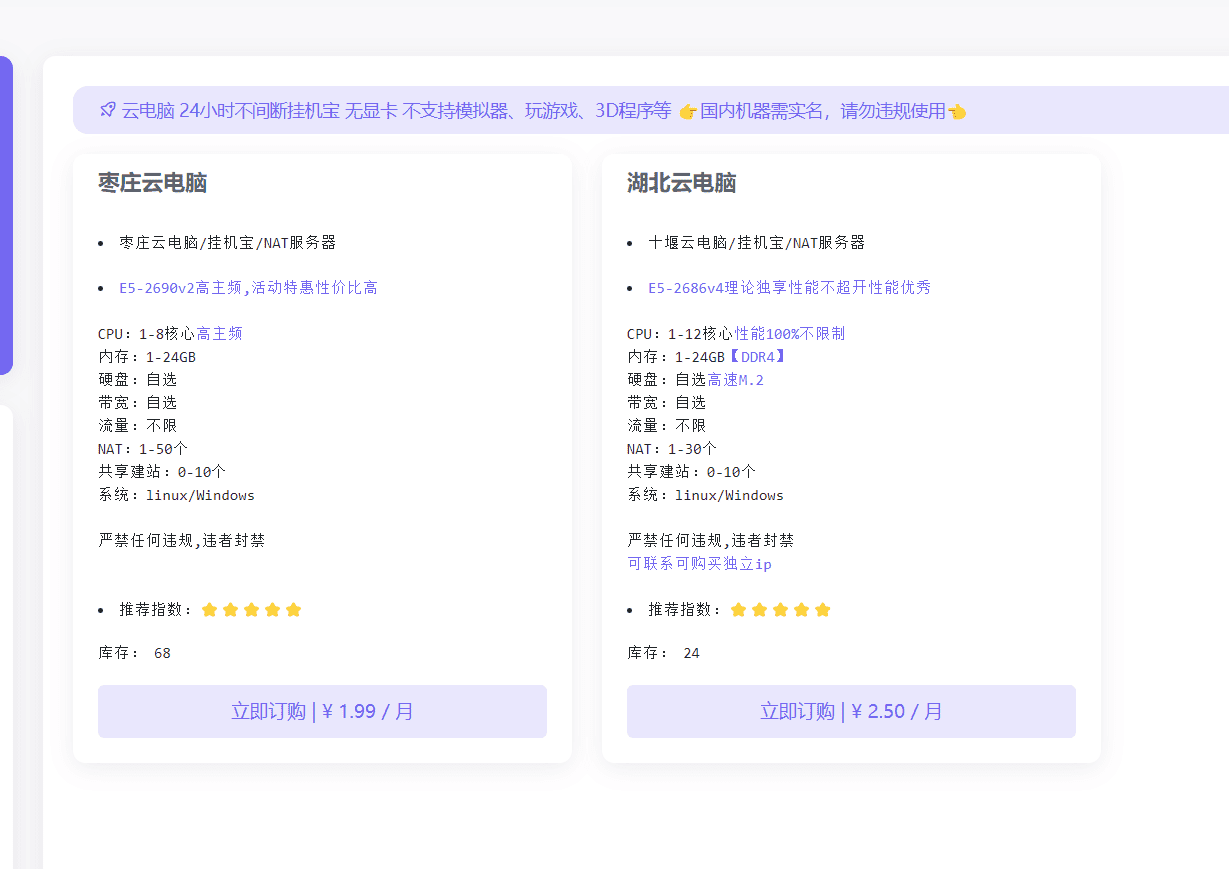 云电脑 24小时不间断挂机宝 无显卡 不支持模拟器、玩游戏、3D程序等 👉国内机器需实名，请勿违规使用👈
枣庄云电脑
枣庄云电脑/挂机宝/NAT服务器
E5-2690v2高主频,活动特惠性价比高
CPU: 1-8核心高主频
内存: 1-24GB
硬盘: 自选
带宽: 自选
流量: 不限
NAT: 1-50个
共享建站: 0-10个
系统: linux/Windows
严禁任何违规,违者封禁
推荐指数: ⭐⭐⭐⭐⭐
库存: 68
立即订购 | ¥ 1.99 / 月
湖北云电脑
十堰云电脑/挂机宝/NAT服务器
E5-2686v4理论独享性能不超开性能优秀
CPU: 1-12核心性能100%不限制
内存: 1-24GB【DDR4】
硬盘: 自选高速M.2
带宽: 自选
流量: 不限
NAT: 1-30个
共享建站: 0-10个
系统: linux/Windows
严禁任何违规,违者封禁
可联系可购买独立ip
推荐指数: ⭐⭐⭐⭐⭐
库存: 24
立即订购 | ¥ 2.50 / 月